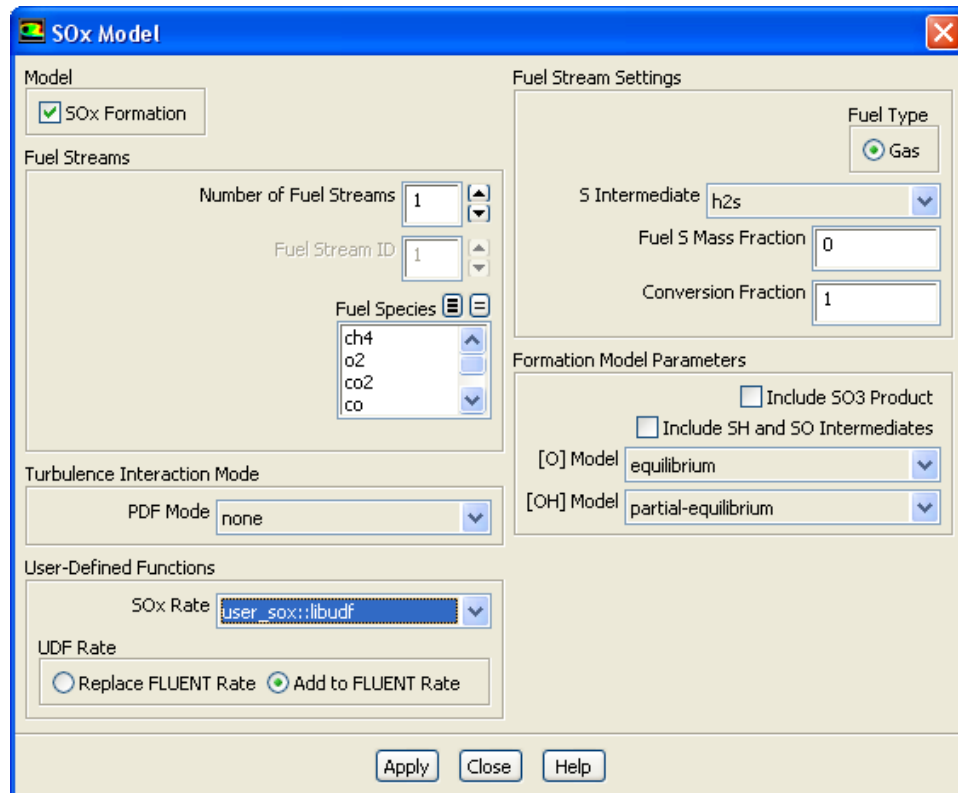 SOx Model
Model
SOx Formation
Fuel Streams
Number of Fuel Streams 1
Fuel Stream ID 1
Fuel Species
ch4
o2
co2
co
Turbulence Interaction Mode
PDF Mode none
User-Defined Functions
SOx Rate user_sox::libudf
UDF Rate
Replace FLUENT Rate Add to FLUENT Rate
Fuel Stream Settings
Fuel Type
Gas
S Intermediate h2s
Fuel S Mass Fraction 0
Conversion Fraction 1
Formation Model Parameters
Include SO3 Product
Include SH and SO Intermediates
[O] Model equilibrium
[OH] Model partial-equilibrium
Apply Close Help